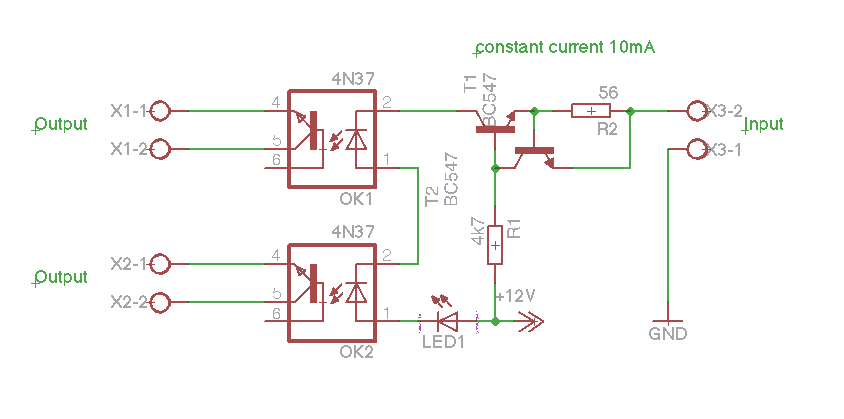 constant current 10mA
4N37
T1
BC547
56
X1-1
4
2
X3-2
Output
R2
Input
X1-2
5
1
X3-1
6
OK1
T2
BC547
4N37
4k7
R1
X2-1
4
2
Output
X2-2
5
1
+12V
6
LED1
GND
OK2